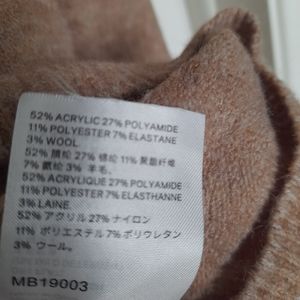 52% ACRYLIC 27% POLYAMIDE
11% POLYESTER 7% ELASTANE
3% WOOL.
52% 腈纶 27% 锦纶 11% 聚酯纤维
7% 氨纶 3% 羊毛.
52% ACRYLIQUE 27% POLYAMIDE
11% POLYESTER 7% ELASTHANNE
3% LAINE.
52% アクリル 27% ナイロン
11% ポリエステル 7% ポリウレタン
3% ウール。
MB19003